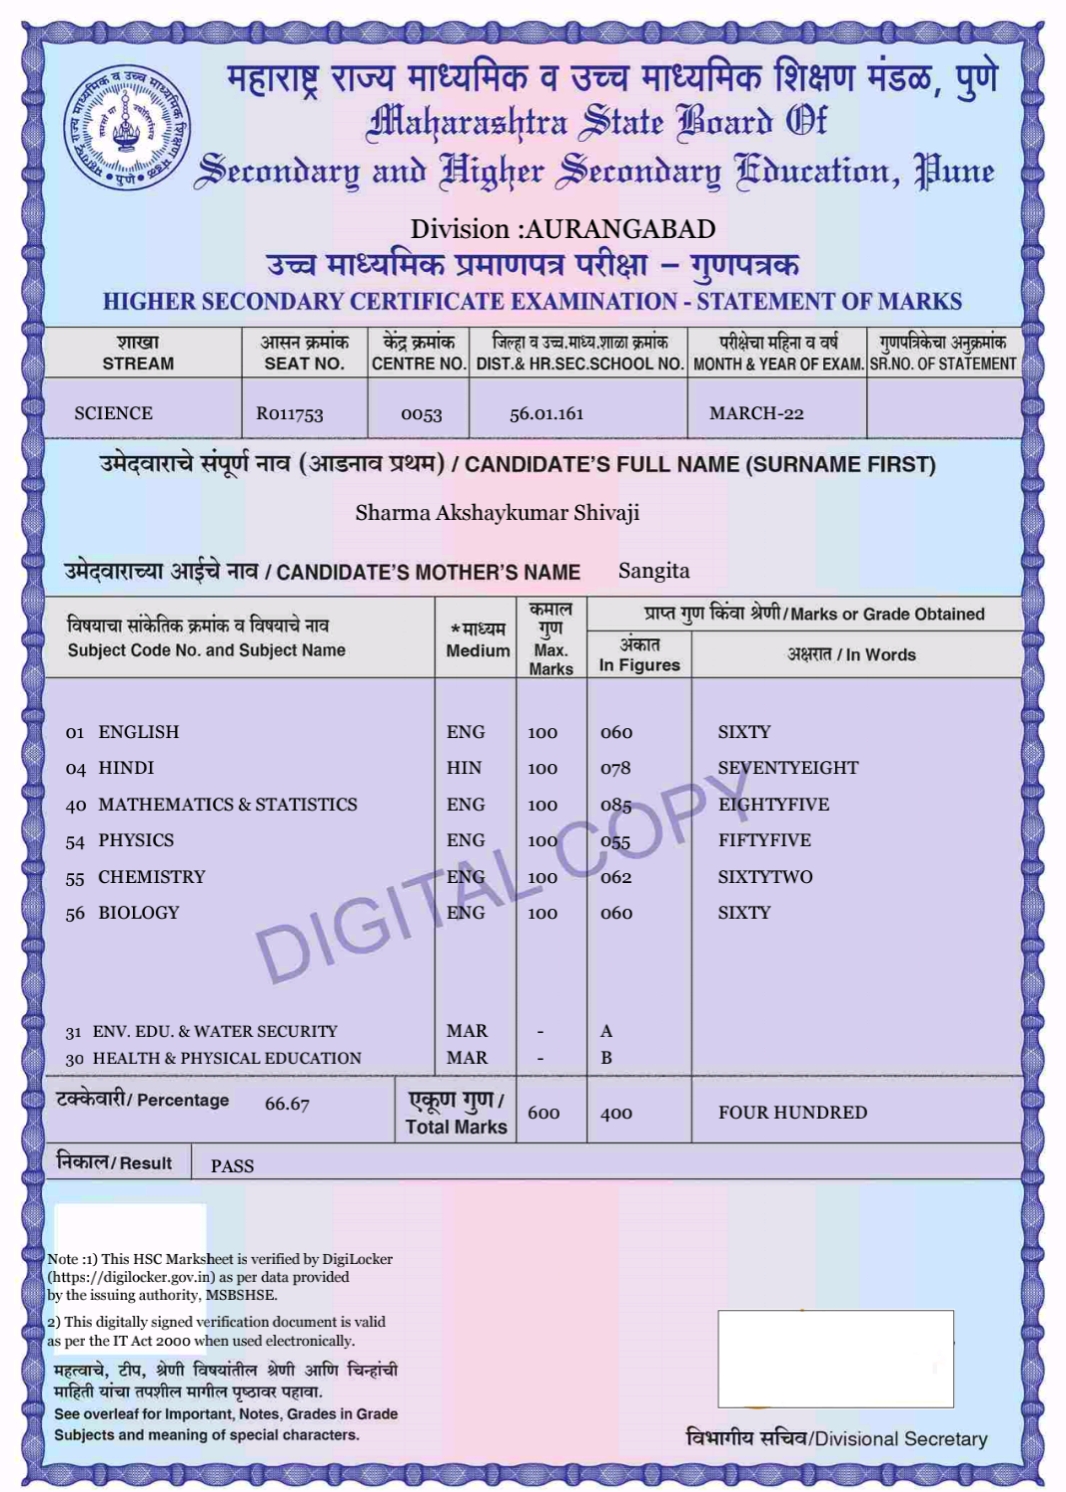 महाराष्ट्र राज्य माध्यमिक व उच्च माध्यमिक शिक्षण मंडळ, पुणे
Maharashtra State Board Of
Secondary and Higher Secondary Education, Pune
Division :AURANGABAD
उच्च माध्यमिक प्रमाणपत्र परीक्षा – गुणपत्रक
HIGHER SECONDARY CERTIFICATE EXAMINATION - STATEMENT OF MARKS
शाखा आसन क्रमांक केंद्र क्रमांक जिल्हा व उच्च.माध्य.शाळा क्रमांक परीक्षेचा महिना व वर्ष गुणपत्रिकेचा अनुक्रमांक
STREAM SEAT NO. CENTRE NO. DIST.& HR.SEC.SCHOOL NO. MONTH & YEAR OF EXAM. SR.NO. OF STATEMENT
SCIENCE R011753 0053 56.01.161 MARCH-22
उमेदवाराचे संपूर्ण नाव (आडनाव प्रथम) / CANDIDATE'S FULL NAME (SURNAME FIRST)
Sharma Akshaykumar Shivaji
उमेदवाराच्या आईचे नाव / CANDIDATE'S MOTHER'S NAME Sangita
विषयाचा सांकेतिक क्रमांक व विषयाचे नाव
Subject Code No. and Subject Name
*माध्यम
Medium
कमाल
गुण
Max.
Marks
प्राप्त गुण किंवा श्रेणी/Marks or Grade Obtained
अंकात
In Figures
अक्षरात / In Words
01 ENGLISH ENG 100 060 SIXTY
04 HINDI HIN 100 078 SEVENTYEIGHT
40 MATHEMATICS & STATISTICS ENG 100 085 EIGHTYFIVE
54 PHYSICS ENG 100 055 FIFTYFIVE
55 CHEMISTRY ENG 100 062 SIXTYTWO
56 BIOLOGY ENG 100 060 SIXTY
DIGITAL COPY
31 ENV. EDU. & WATER SECURITY MAR - A
30 HEALTH & PHYSICAL EDUCATION MAR - B
टक्केवारी/ Percentage 66.67
एकूण गुण/
Total Marks
600 400 FOUR HUNDRED
निकाल/Result PASS
Note :1) This HSC Marksheet is verified by DigiLocker
(https://digilocker.gov.in) as per data provided
by the issuing authority, MSBSHSE.
2) This digitally signed verification document is valid
as per the IT Act 2000 when used electronically.
महत्वाचे, टीप, श्रेणी विषयांतील श्रेणी आणि चिन्हांची
माहिती यांचा तपशील मागील पृष्ठावर पहावा.
See overleaf for Important, Notes, Grades in Grade
Subjects and meaning of special characters.
विभागीय सचिव/Divisional Secretary